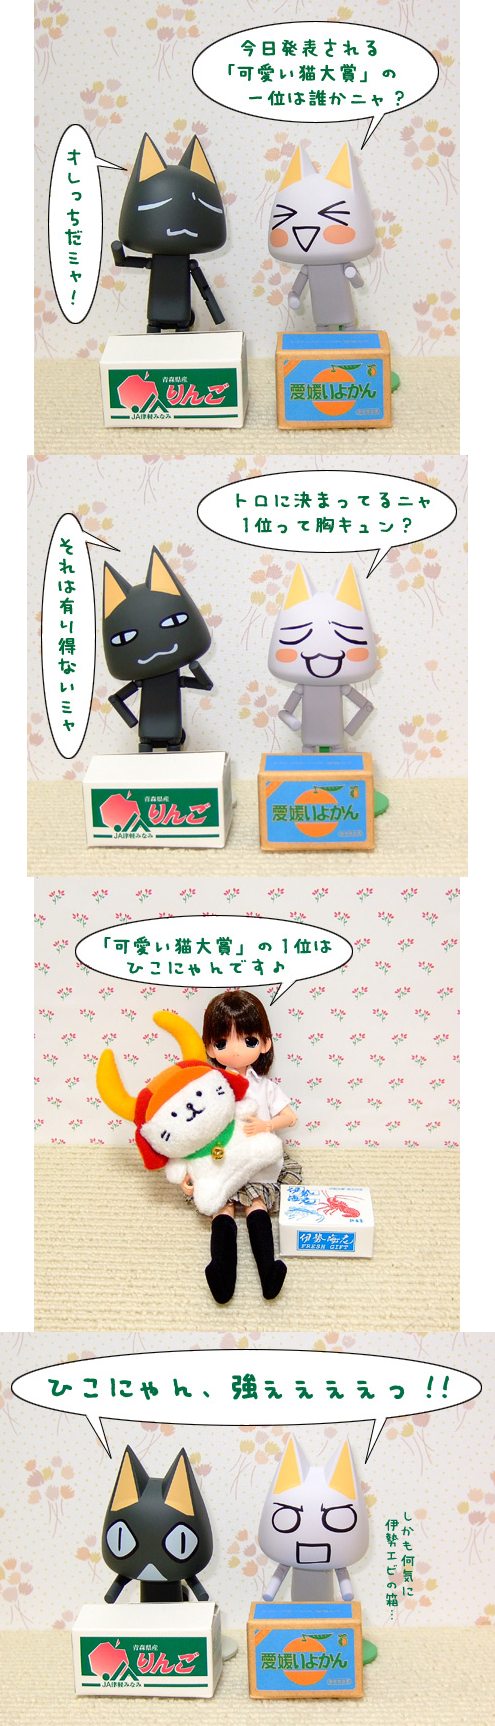 今日発表される
「可愛い猫大賞」の
一位は誰かニャ？
オレっちだミャ！
青森県産
りんご
JA津軽みなみ
愛媛いよかん
トロに決まってるニャ
1位って胸キュン？
それは有り得ないミャ
青森県産
りんご
JA津軽みなみ
愛媛いよかん
「可愛い猫大賞」の1位は
ひこにゃんです♪
伊勢
海老
伊勢海老
FRESH GIFT
ひこにゃん、強ぇぇぇぇっ!!
しかも何気に
伊勢エビの箱…
青森県産
りんご
JA津軽みなみ
愛媛いよかん